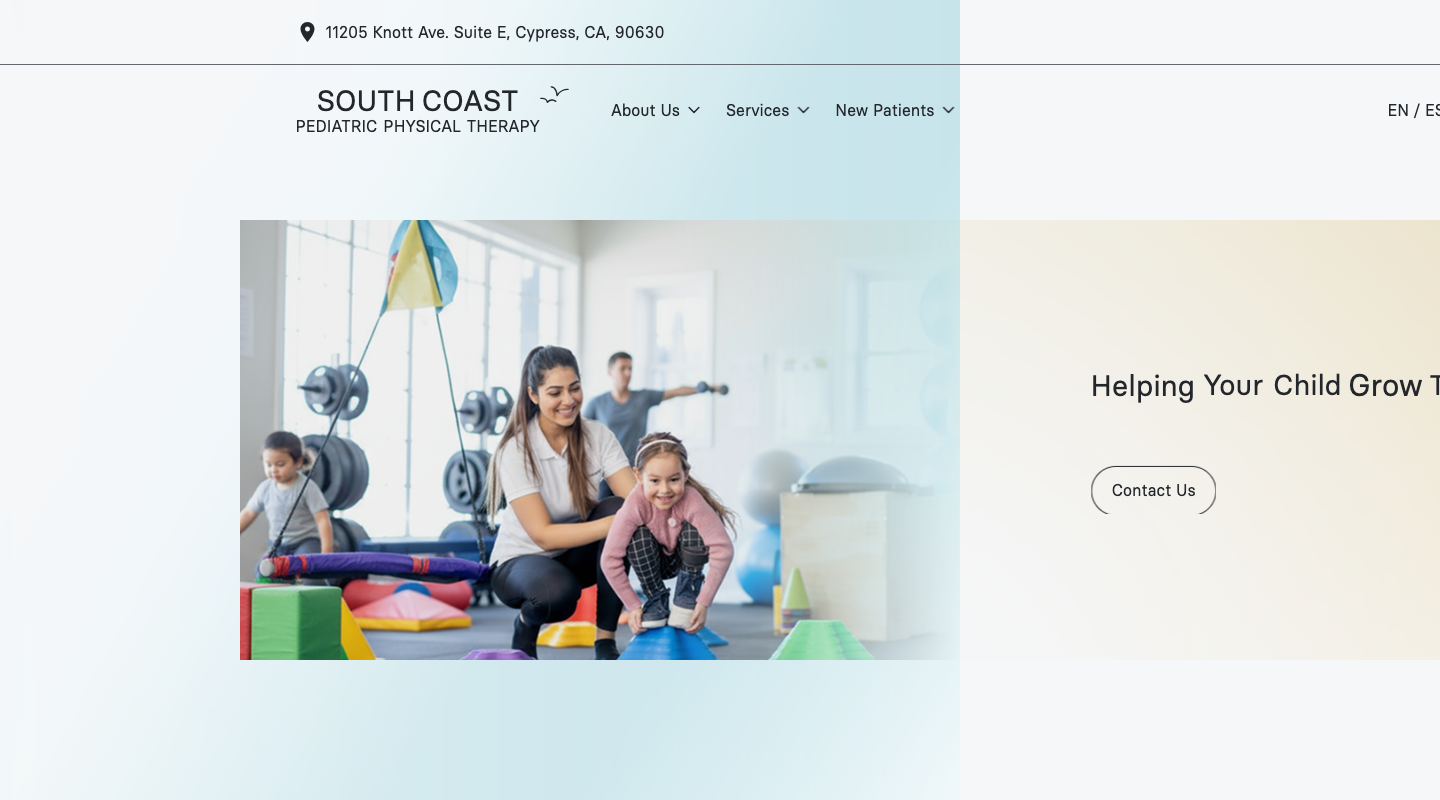 11205 Knott Ave. Suite E, Cypress, CA, 90630
SOUTH COAST
PEDIATRIC PHYSICAL THERAPY
About Us
Services
New Patients
EN / ES
Helping Your Child Grow
Contact Us